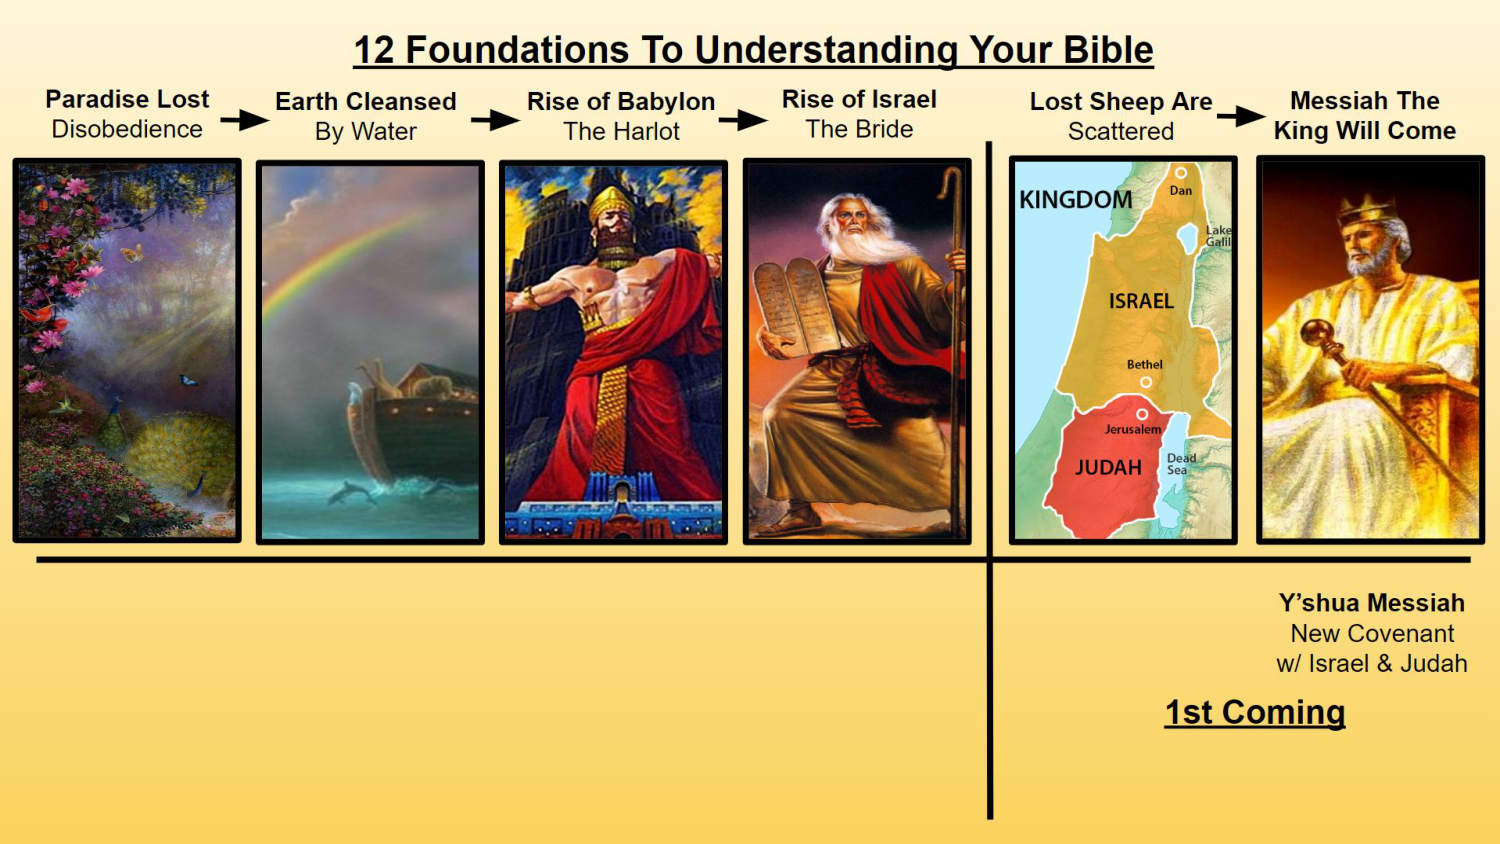 12 Foundations To Understanding Your Bible
Paradise Lost
Disobedience
Earth Cleansed
By Water
Rise of Babylon
The Harlot
Rise of Israel
The Bride
Lost Sheep Are
Scattered
Messiah The
King Will Come
KINGDOM
Dan
Lake
Galil
ISRAEL
Bethel
Jerusalem
JUDAH
Dead
Sea
Y’shua Messiah
New Covenant
w/ Israel & Judah
1st Coming